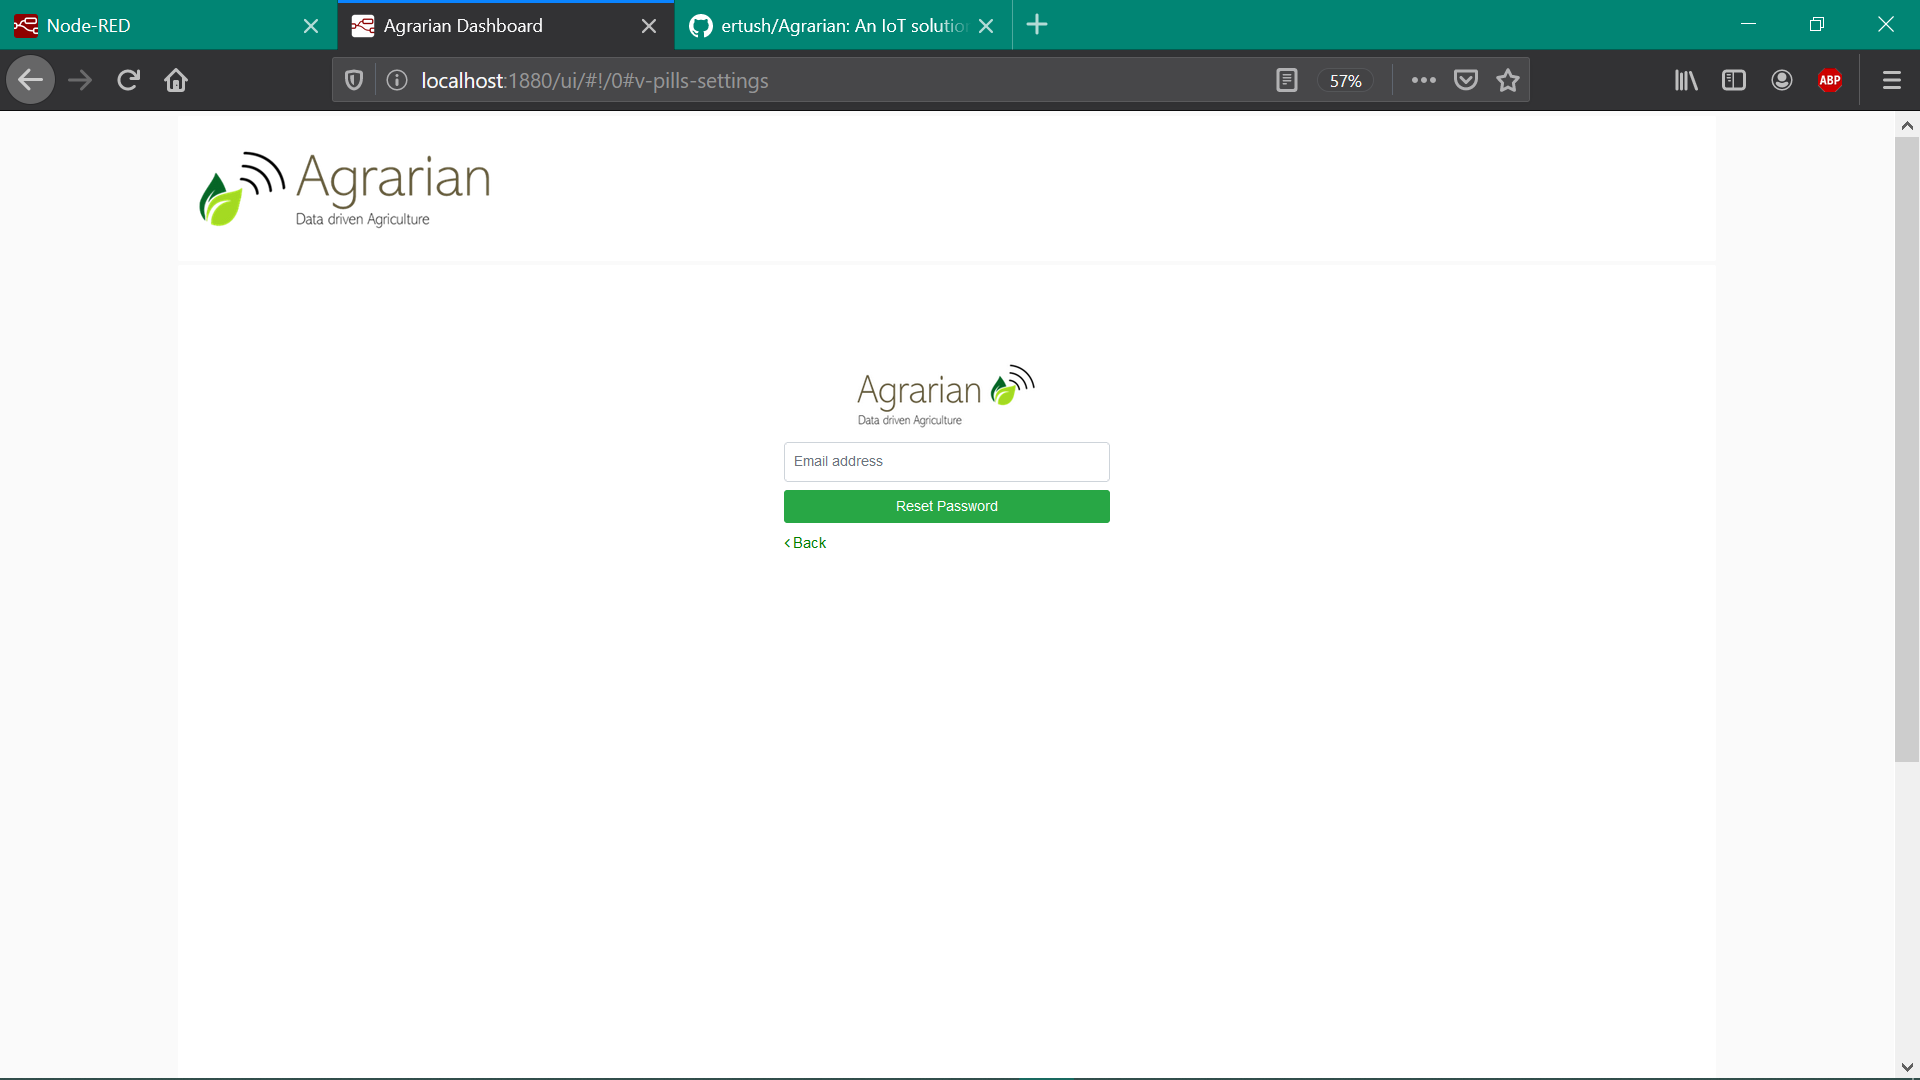 Node-RED
Agrarian Dashboard
ertush/Agrarian: An IoT solutio
localhost:1880/ui/#!/0#v-pills-settings
57%
ABP
Agrarian
Data driven Agriculture
Agrarian
Data driven Agriculture
Email address
Reset Password
Back